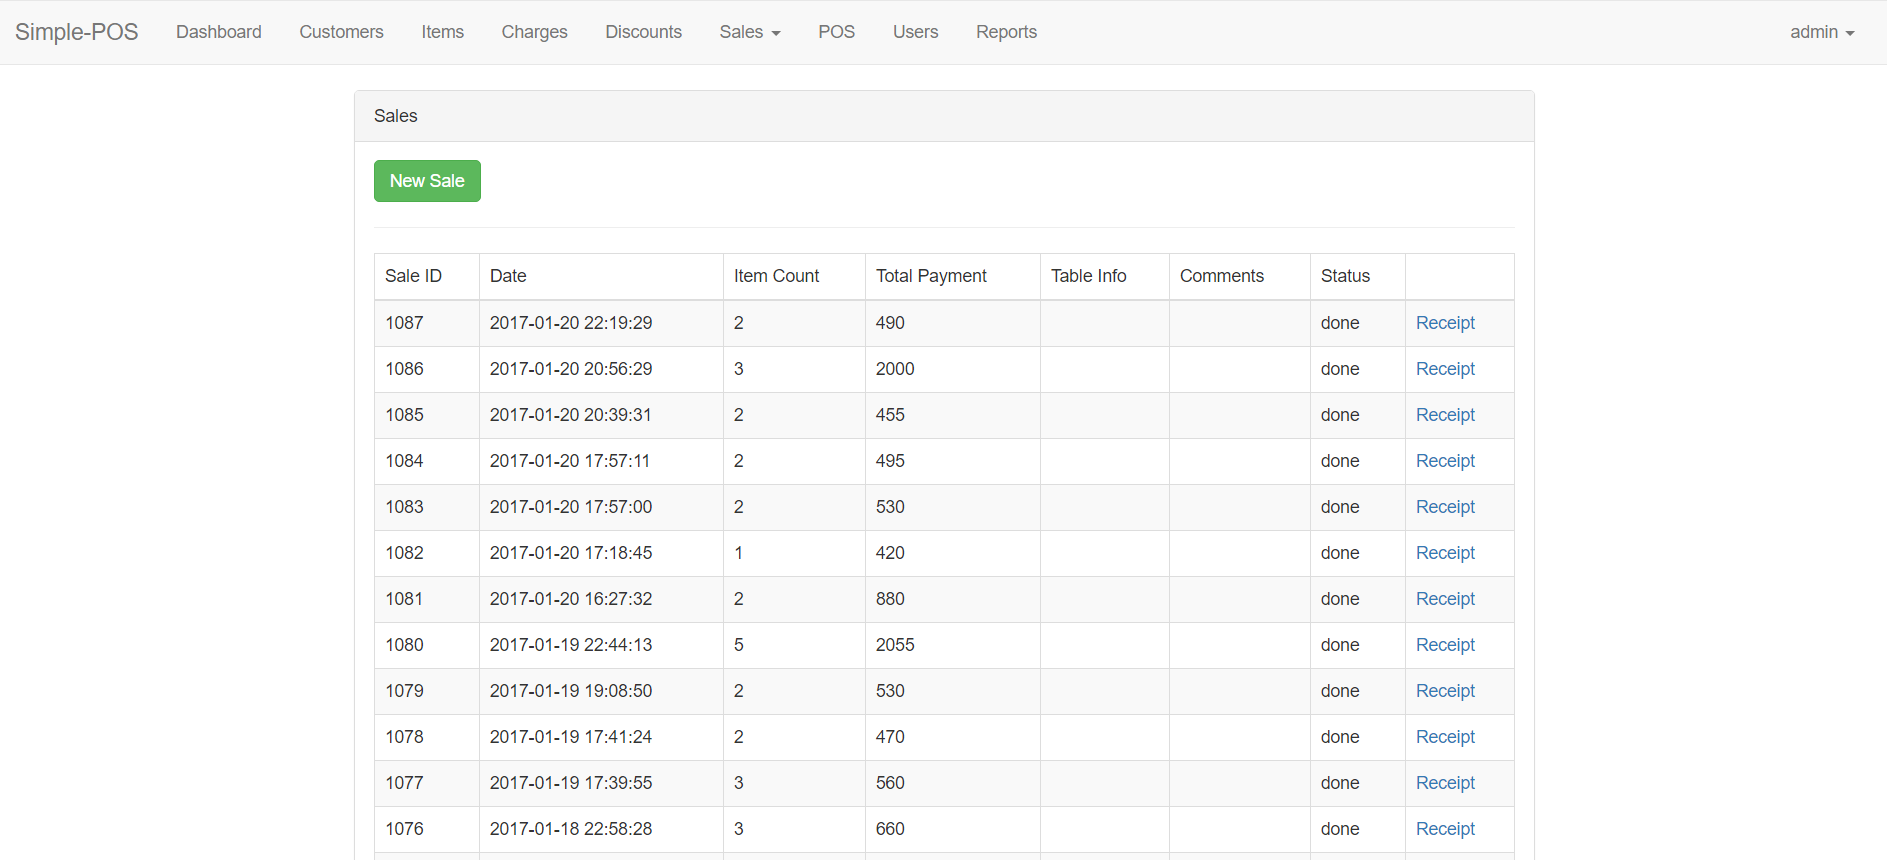 Simple-POS Dashboard Customers Items Charges Discounts Sales POS Users Reports admin
Sales
New Sale
Sale ID Date Item Count Total Payment Table Info Comments Status
1087 2017-01-20 22:19:29 2 490 done Receipt
1086 2017-01-20 20:56:29 3 2000 done Receipt
1085 2017-01-20 20:39:31 2 455 done Receipt
1084 2017-01-20 17:57:11 2 495 done Receipt
1083 2017-01-20 17:57:00 2 530 done Receipt
1082 2017-01-20 17:18:45 1 420 done Receipt
1081 2017-01-20 16:27:32 2 880 done Receipt
1080 2017-01-19 22:44:13 5 2055 done Receipt
1079 2017-01-19 19:08:50 2 530 done Receipt
1078 2017-01-19 17:41:24 2 470 done Receipt
1077 2017-01-19 17:39:55 3 560 done Receipt
1076 2017-01-18 22:58:28 3 660 done Receipt